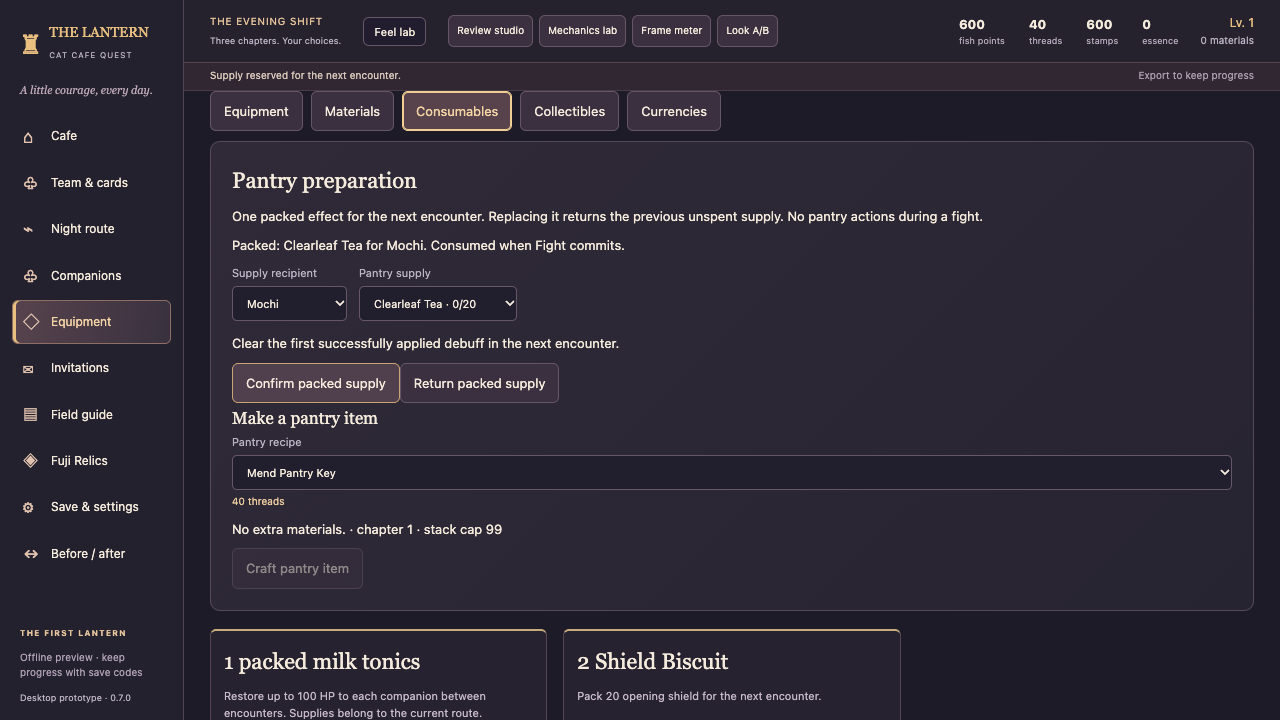 THE LANTERN
CAT CAFE QUEST
A little courage, every day.
Cafe
Team & cards
Night route
Companions
Equipment
Invitations
Field guide
Fuji Relics
Save & settings
Before / after
THE FIRST LANTERN
Offline preview · keep
progress with save codes
Desktop prototype · 0.7.0
THE EVENING SHIFT
Three chapters. Your choices.
Feel lab
Review studio
Mechanics lab
Frame meter
Look A/B
600
fish points
40
threads
600
stamps
0
essence
Lv. 1
0 materials
Supply reserved for the next encounter.
Export to keep progress
Equipment
Materials
Consumables
Collectibles
Currencies
Pantry preparation
One packed effect for the next encounter. Replacing it returns the previous unspent supply. No pantry actions during a fight.
Packed: Clearleaf Tea for Mochi. Consumed when Fight commits.
Supply recipient
Pantry supply
Mochi
Clearleaf Tea · 0/20
Clear the first successfully applied debuff in the next encounter.
Confirm packed supply
Return packed supply
Make a pantry item
Pantry recipe
Mend Pantry Key
40 threads
No extra materials. · chapter 1 · stack cap 99
Craft pantry item
1 packed milk tonics
Restore up to 100 HP to each companion between
encounters. Supplies belong to the current route.
2 Shield Biscuit
Pack 20 opening shield for the next encounter.